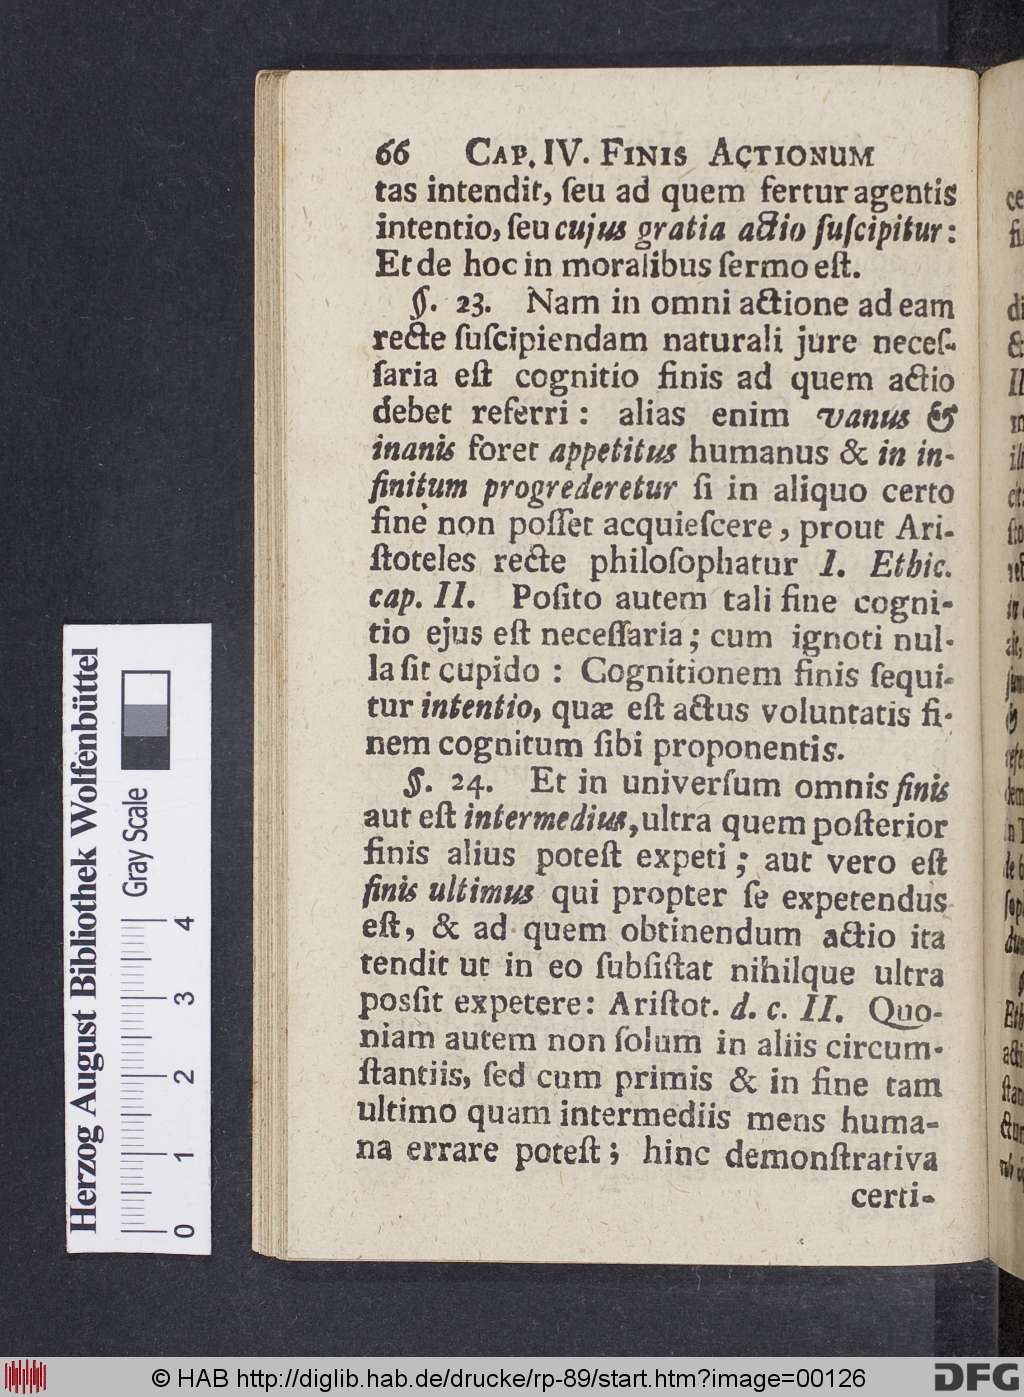 66 CAP. IV. FINIS ACTIONUM
tas intendit, ſeu ad quem fertur agentis
intentio, ſeu cujus gratia actio ſuſcipitur:
Et de hoc in moralibus ſermo eſt.
§. 23. Nam in omni actione ad eam
recte ſuſcipiendam naturali jure neceſ-
ſaria eſt cognitio finis ad quem actio
debet referri: alias enim vanus &
inanis foret appetitus humanus & in in-
finitum progrederetur ſi in aliquo certo
fine non poſſet acquieſcere, prout Ari-
ſtoteles recte philoſophatur I. Ethic.
cap. II. Poſito autem tali fine cogni-
tio ejus eſt neceſſaria; cum ignoti nul-
la ſit cupido: Cognitionem finis ſequi-
tur intentio, quæ eſt actus voluntatis fi-
nem cognitum ſibi proponentis.
§. 24. Et in univerſum omnis finis
aut eſt intermedius, ultra quem poſterior
finis alius poteſt expeti; aut vero eſt
finis ultimus qui propter ſe expetendus
eſt, & ad quem obtinendum actio ita
tendit ut in eo ſubſiſtat nihilque ultra
possit expetere: Ariſtot. d. c. II. Quo-
niam autem non ſolum in aliis circum-
ſtantiis, ſed cum primis & in fine tam
ultimo quam intermediis mens huma-
na errare poteſt; hinc demonſtrativa
certi-
Herzog August Bibliothek Wolfenbüttel
Gray Scale
0 1 2 3 4
© HAB http://diglib.hab.de/drucke/rp-89/start.htm?image=00126
DFG